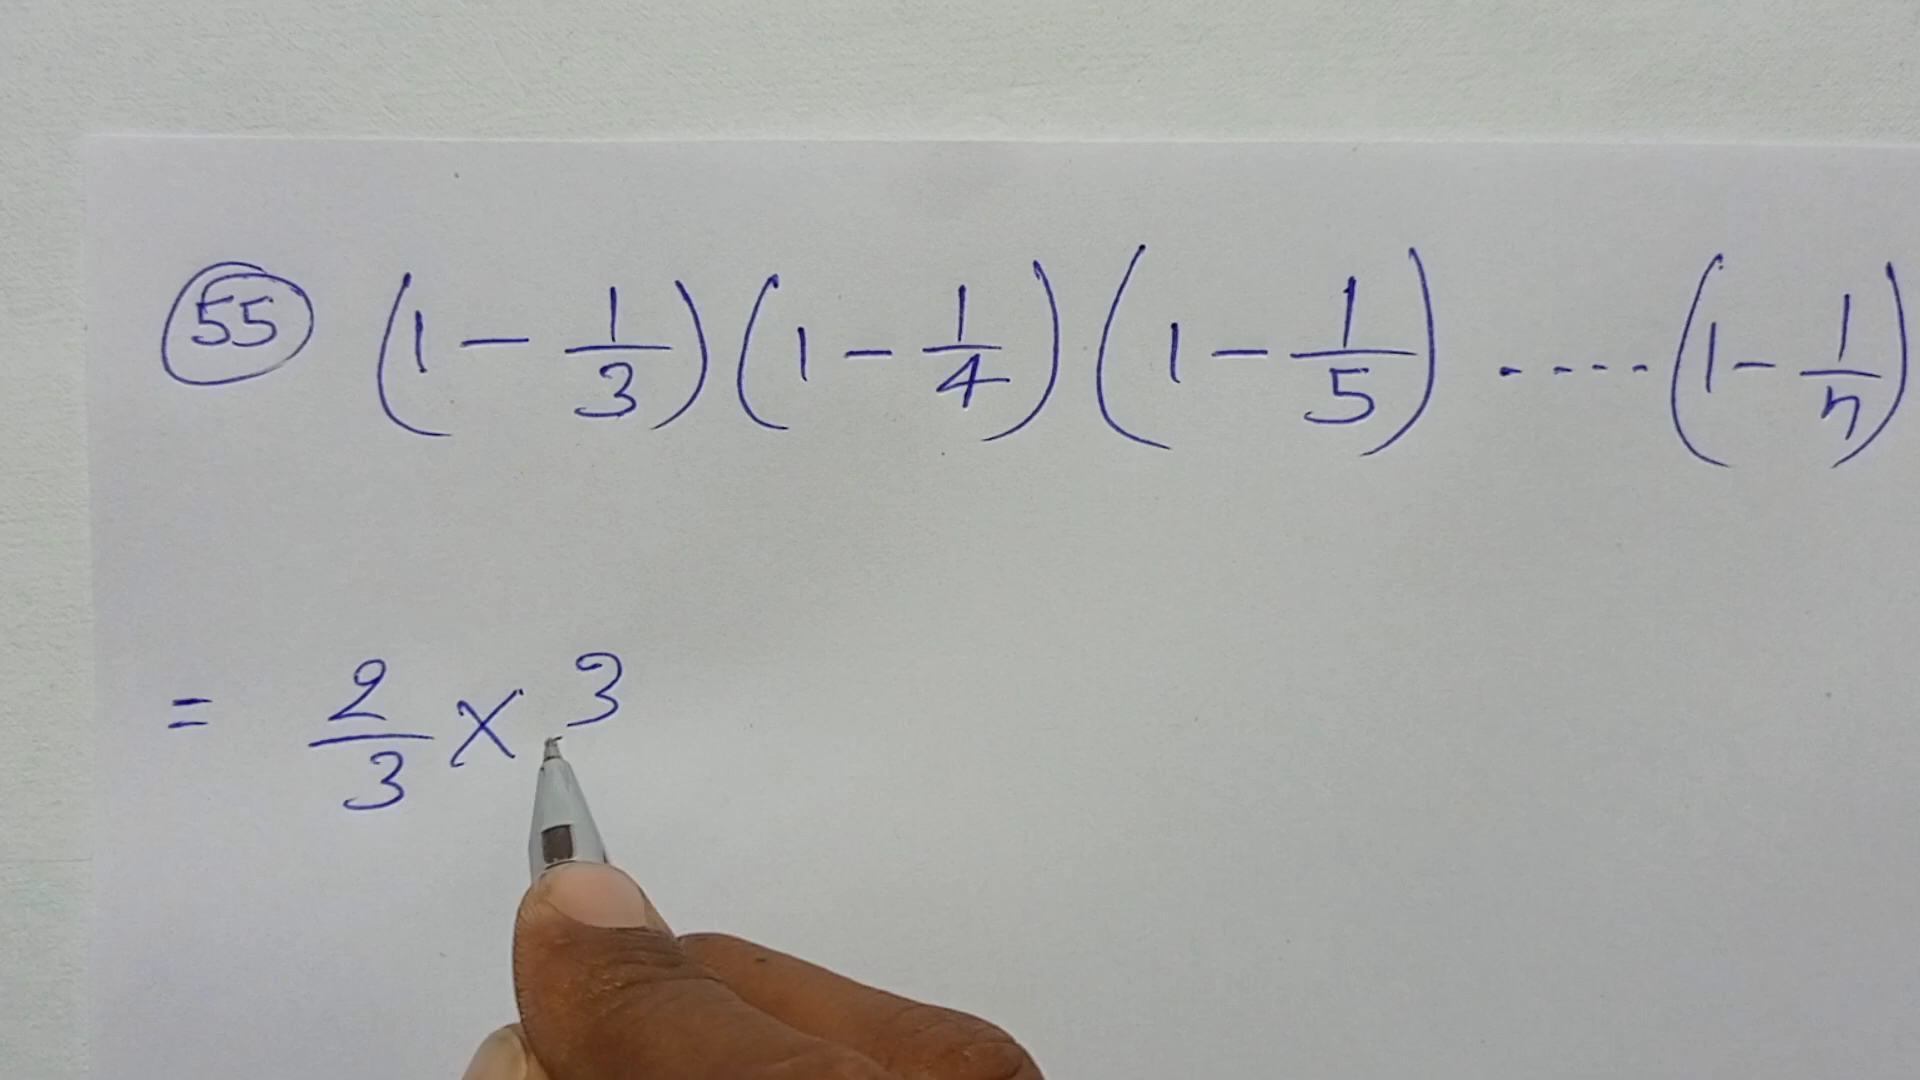 55 (1 - 1/3) (1 - 1/4) (1 - 1/5) ..... (1 - 1/n)
= 2/3 × 3